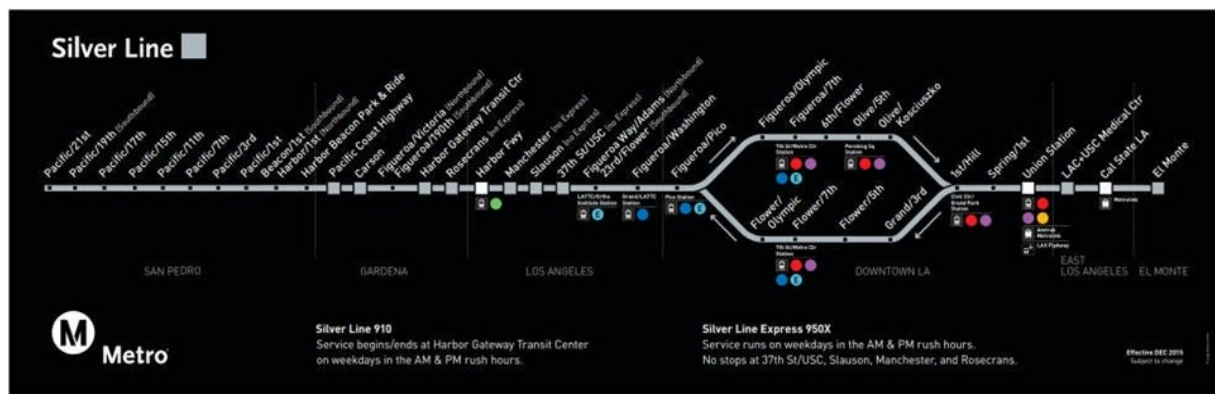 Silver Line
Pacific/21st
Pacific/19th (Southbound)
Pacific/17th
Pacific/15th
Pacific/11th
Pacific/7th
Pacific/3rd
Pacific/1st
Beacon/1st (Southbound)
Harbor/1st (Northbound)
Harbor Beacon Park & Ride
Pacific Coast Highway
Carson
Figueroa/Victoria (Northbound)
Figueroa/190th (Southbound)
Harbor Gateway Transit Ctr
Rosecrans (no Express)
Harbor Fwy
Manchester (no Express)
Slauson (no Express)
37th St/USC (no Express)
Figueroa Way/Adams (Northbound)
23rd/Flower (Southbound)
Figueroa/Washington
Figueroa/Pico
Figueroa/Olympic
Figueroa/7th
6th/Flower
Olive/5th
Olive/
Kosciuszko
1st/Hill
Spring/1st
Union Station
LAC+USC Medical Ctr
Cal State LA
El Monte
7th St/Metro Ctr
Station
E
Pershing Sq
Station
LATTC/Ortho
Institute Station
E
Grand/LATTC
Station
Pico Station
E
Flower/
Olympic
Flower/7th
Flower/5th
Grand/3rd
7th St/Metro Ctr
Station
E
Civic Ctr/
Grand Park
Station
Amtrak
Metrolink
LAX Flyaway
Metrolink
SAN PEDRO
GARDENA
LOS ANGELES
DOWNTOWN LA
EAST
LOS ANGELES
EL MONTE
M
Metro
Silver Line 910
Service begins/ends at Harbor Gateway Transit Center
on weekdays in the AM & PM rush hours.
Silver Line Express 950X
Service runs on weekdays in the AM & PM rush hours.
No stops at 37th St/USC, Slauson, Manchester, and Rosecrans.
Effective DEC 2015
Subject to change